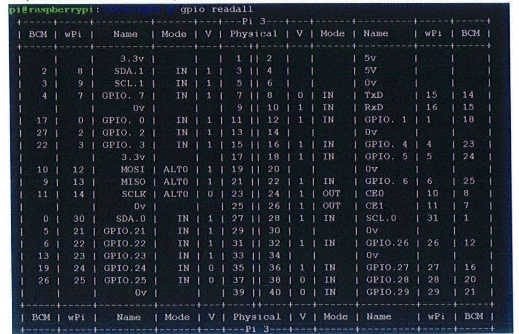 pi@raspberrypi: $ gpio readall
+-----+-----+---------+------+---+---Pi 3---+---+------+---------+-----+-----+
| BCM | wPi | Name | Mode | V | Physical | V | Mode | Name | wPi | BCM |
| | | 3.3v | | | 1 || 2 | | | 5v | | |
| 2 | 8 | SDA.1 | IN | 1 | 3 || 4 | | | 5V | | |
| 3 | 9 | SCL.1 | IN | 1 | 5 || 6 | | | 0v | | |
| 4 | 7 | GPIO. 7 | IN | 1 | 7 || 8 | 0 | IN | TxD | 15 | 14 |
| | | 0v | | | 9 || 10 | 1 | IN | RxD | 16 | 15 |
| 17 | 0 | GPIO. 0 | IN | 1 | 11 || 12 | 1 | IN | GPIO. 1 | 1 | 18 |
| 27 | 2 | GPIO. 2 | IN | 1 | 13 || 14 | | | 0v | | |
| 22 | 3 | GPIO. 3 | IN | 1 | 15 || 16 | 1 | IN | GPIO. 4 | 4 | 23 |
| | | 3.3v | | | 17 || 18 | 1 | IN | GPIO. 5 | 5 | 24 |
| 10 | 12 | MOSI | ALT0 | 1 | 19 || 20 | | | 0v | | |
| 9 | 13 | MISO | ALT0 | 1 | 21 || 22 | 1 | IN | GPIO. 6 | 6 | 25 |
| 11 | 14 | SCLK | ALT0 | 0 | 23 || 24 | 1 | OUT | CE0 | 10 | 8 |
| | | 0v | | | 25 || 26 | 1 | OUT | CE1 | 11 | 7 |
| 0 | 30 | SDA.0 | IN | 1 | 27 || 28 | 1 | IN | SCL.0 | 31 | 1 |
| 5 | 21 | GPIO.21 | IN | 1 | 29 || 30 | | | 0v | | |
| 6 | 22 | GPIO.22 | IN | 1 | 31 || 32 | 1 | IN | GPIO.26 | 26 | 12 |
| 13 | 23 | GPIO.23 | IN | 1 | 33 || 34 | | | 0v | | |
| 19 | 24 | GPIO.24 | IN | 0 | 35 || 36 | 1 | IN | GPIO.27 | 27 | 16 |
| 26 | 25 | GPIO.25 | IN | 0 | 37 || 38 | 0 | IN | GPIO.28 | 28 | 20 |
| | | 0v | | | 39 || 40 | 0 | IN | GPIO.29 | 29 | 21 |
| BCM | wPi | Name | Mode | V | Physical | V | Mode | Name | wPi | BCM |
+-----+-----+---------+------+---+---Pi 3---+---+------+---------+-----+-----+